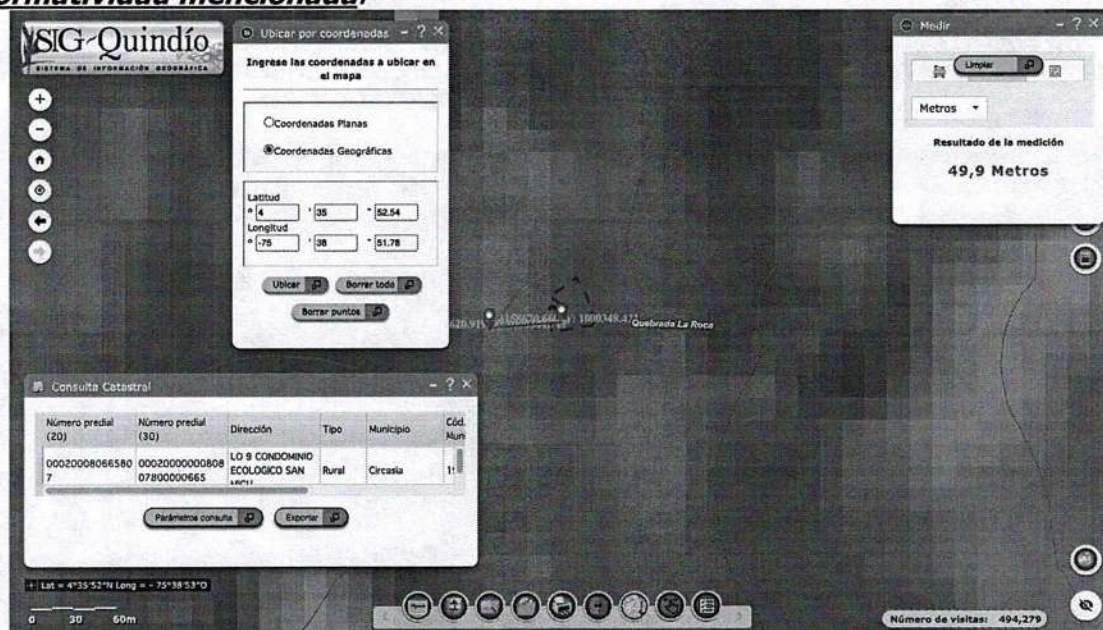 ormatividad mencionada,
SIG-Quindío
SISTEMA DE INFORMACIÓN GEOGRÁFICA
Ubicar por coordenadas - ? ×
Ingrese las coordenadas a ubicar en
el mapa
Coordenadas Planas
Coordenadas Geográficas
Latitud
° 4 ' 35 " 52.54
Longitud
° -75 ' 38 " 51.78
Ubicar
Borrar todo
Borrar puntos
Medir - ? ×
Limpiar
Metros
Resultado de la medición
49,9 Metros
1000348.471
Quebrada La Roca
Consulta Catastral - ? ×
Número predial (20)
Número predial (30)
Dirección
Tipo
Municipio
Cód. Mun
00020008066580
7
00020000000808
07800000665
LO 9 CONDOMINIO
ECOLOGICO SAN
Rural
Circasia
Parámetros consulta
Exportar
+ Lat = 4°35'52"N Long = - 75°38'53"O
0 30 60m
Número de visitas: 494,279